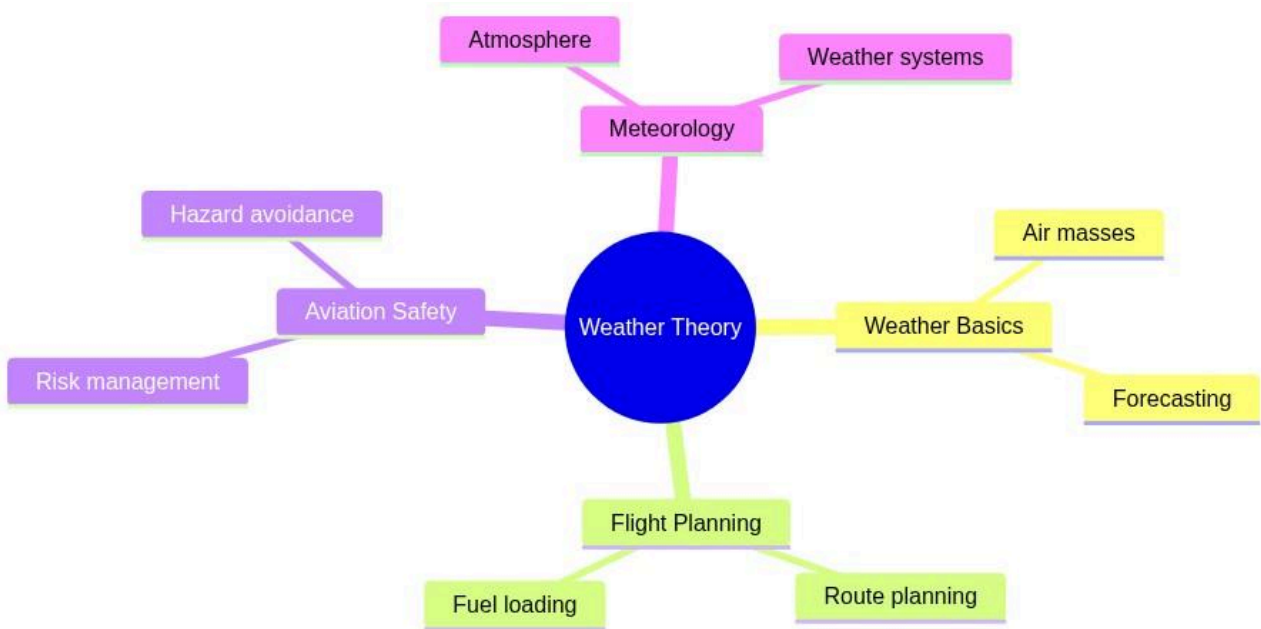 Atmosphere
Weather systems
Meteorology
Hazard avoidance
Air masses
Aviation Safety
Weather Theory
Weather Basics
Risk management
Forecasting
Flight Planning
Fuel loading
Route planning